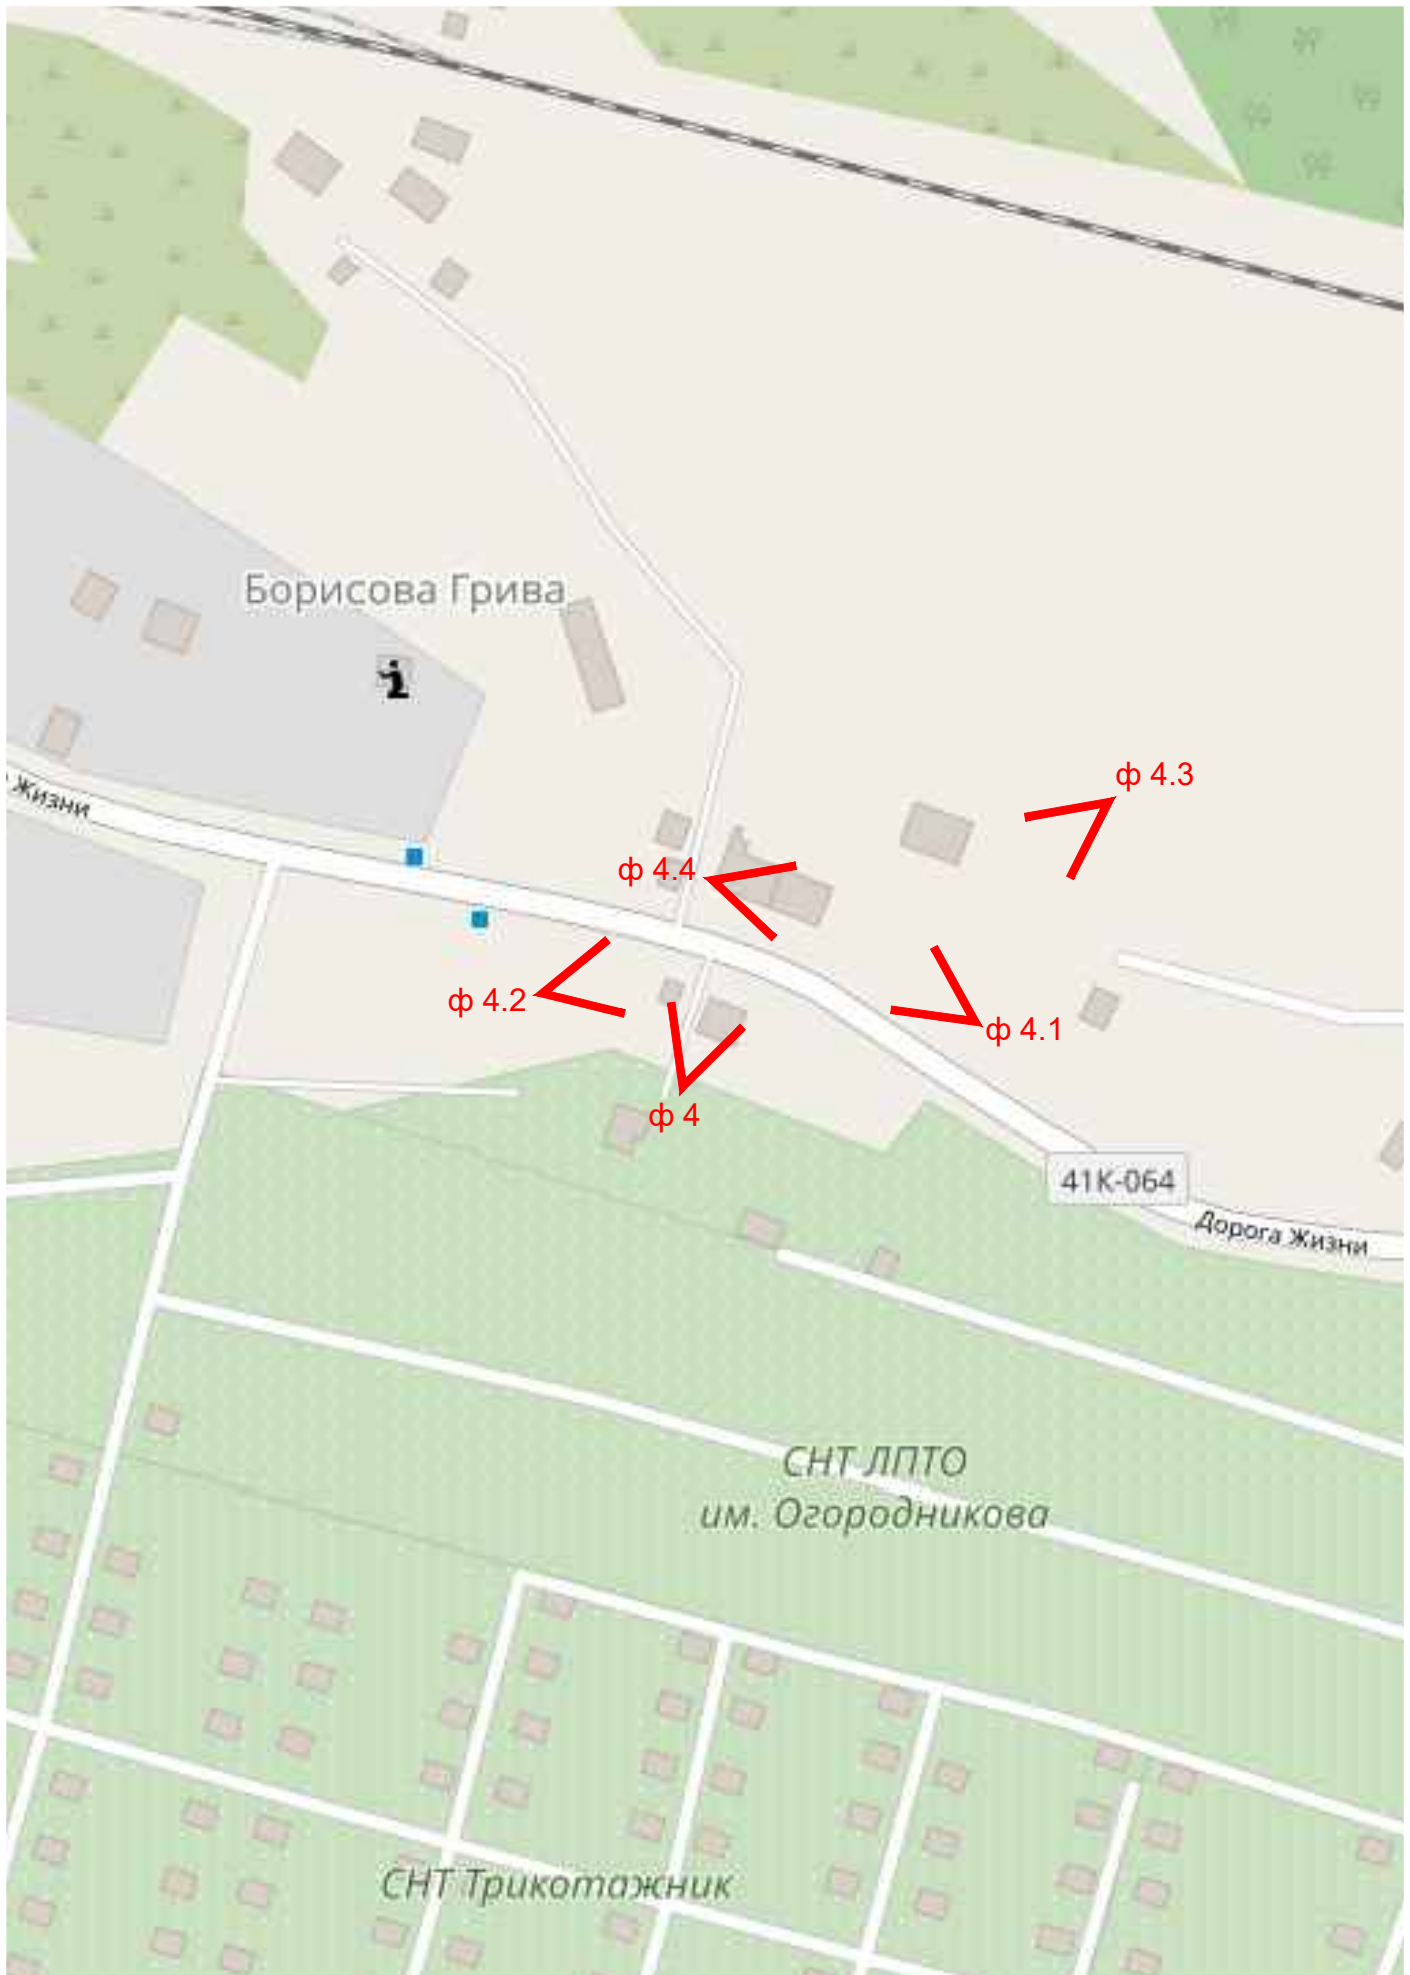 Борисова Грива
Жизни
ф 4.3
ф 4.4
ф 4.2
ф 4.1
ф 4
41К-064
Дорога Жизни
СНТ ЛПТО
им. Огородникова
СНТ Трикотажник